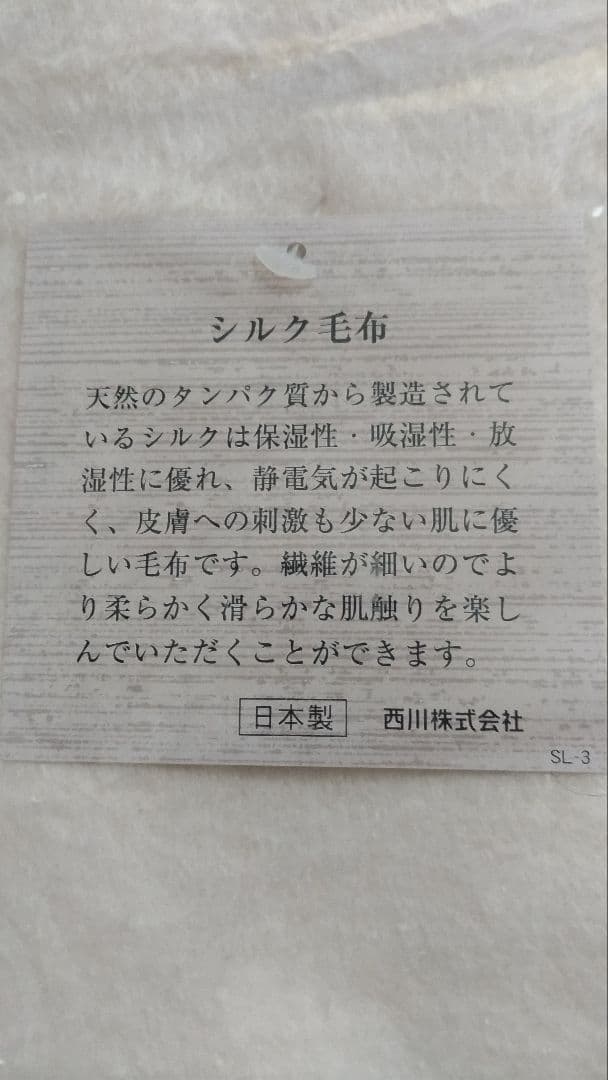 シルク毛布
天然のタンパク質から製造されて
いるシルクは保湿性・吸湿性・放
湿性に優れ、静電気が起こりにく
く、皮膚への刺激も少ない肌に優
しい毛布です。繊維が細いのでよ
り柔らかく滑らかな肌触りを楽し
んでいただくことができます。
日本製 西川株式会社
SL-3